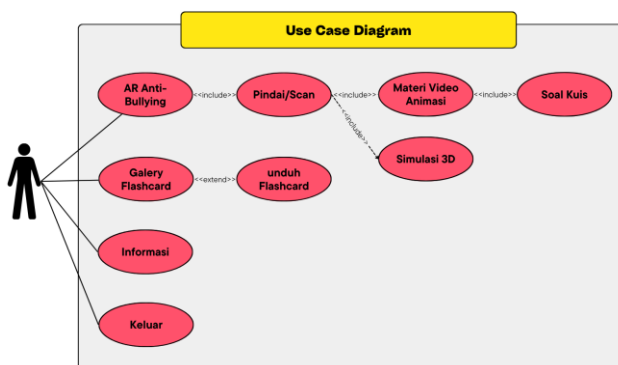 Use Case Diagram
AR Anti-
Bullying
<<include>>
Pindai/Scan
<<include>>
Materi Video
Animasi
<<include>>
Soal Kuis
<<include>>
Simulasi 3D
Galery
Flashcard
<<extend>>
unduh
Flashcard
Informasi
Keluar